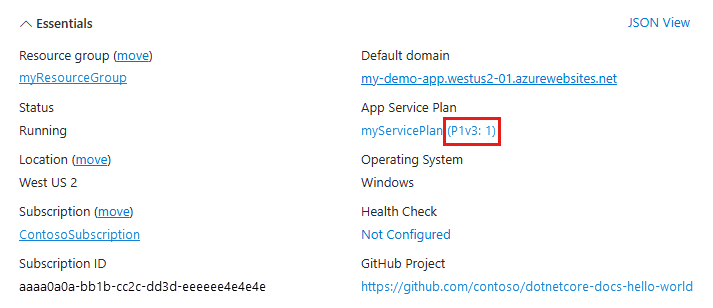 Essentials
JSON View
Resource group (move)
myResourceGroup
Status
Running
Location (move)
West US 2
Subscription (move)
ContosoSubscription
Subscription ID
aaaa0a0a-bb1b-cc2c-dd3d-eeeeee4e4e4e
Default domain
my-demo-app.westus2-01.azurewebsites.net
App Service Plan
myServicePlan (P1v3: 1)
Operating System
Windows
Health Check
Not Configured
GitHub Project
https://github.com/contoso/dotnetcore-docs-hello-world